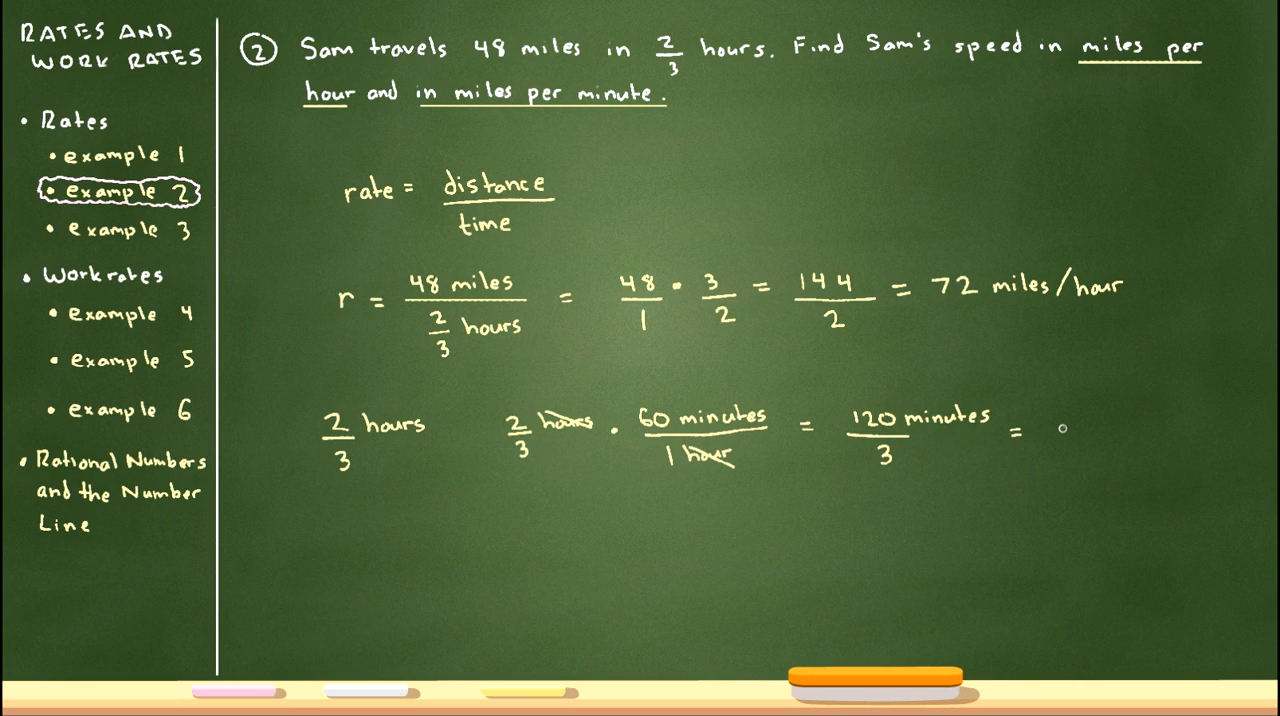 RATES AND
WORK RATES
• Rates
• example 1
• example 2
• example 3
• Work rates
• example 4
• example 5
• example 6
• Rational Numbers
and the Number
Line
② Sam travels 48 miles in 2/3 hours. Find Sam's speed in miles per
hour and in miles per minute.
rate = distance/time
r = 48 miles / 2/3 hours = 48/1 · 3/2 = 144/2 = 72 miles/hour
2/3 hours 2/3 hours · 60 minutes/1 hour = 120 minutes/3 =